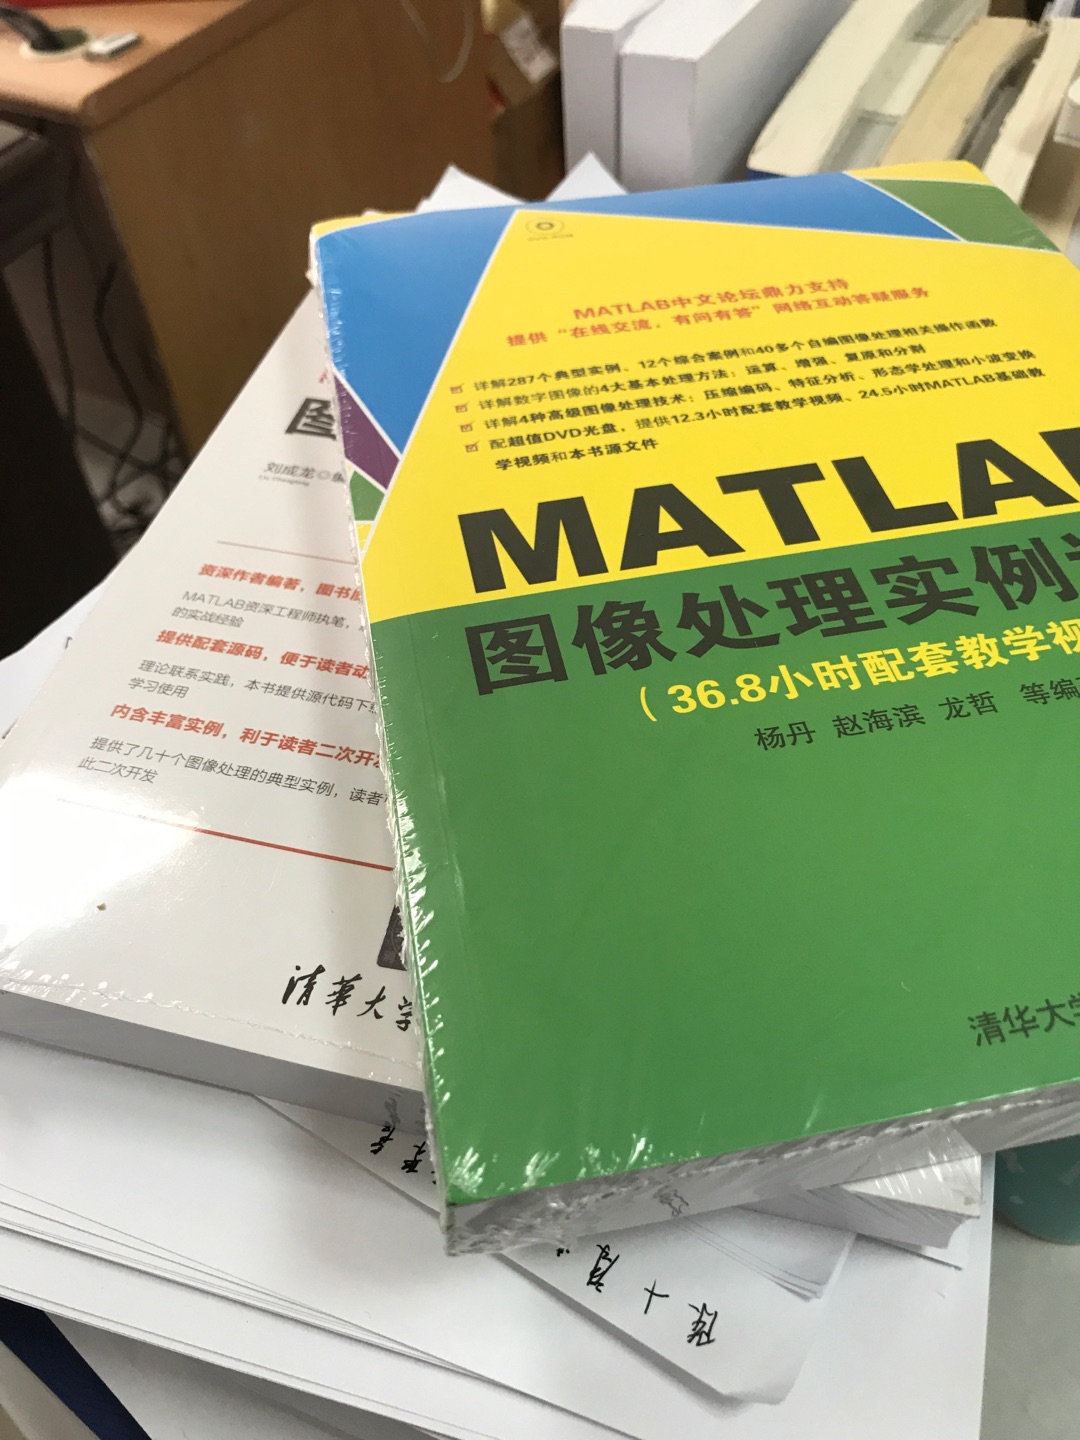 MATLAB中文论坛鼎力支持
提供“在线交流,有问有答”网络互动答疑服务
详解287个典型实例、12个综合案例和40多个自编图像处理相关操作函数
详解数字图像的4大基本处理方法:运算、增强、复原和分割
详解4种高级图像处理技术:压缩编码、特征分析、形态学处理和小波变换
配超值DVD光盘,提供12.3小时配套教学视频、24.5小时MATLAB基础教
学视频和本书源文件
MATLA
图像处理实例
(36.8小时配套教学视
杨丹 赵海滨 龙哲 等编
清华大学
图
刘成龙◎编
资深作者编著,图书
MATLAB资深工程师执笔,
的实战经验
提供配套源码,便于读者动
理论联系实践,本书提供源代码下
学习使用
内含丰富实例,利于读者二次开
提供了几十个图像处理的典型实例,读者
此二次开发
清華大学